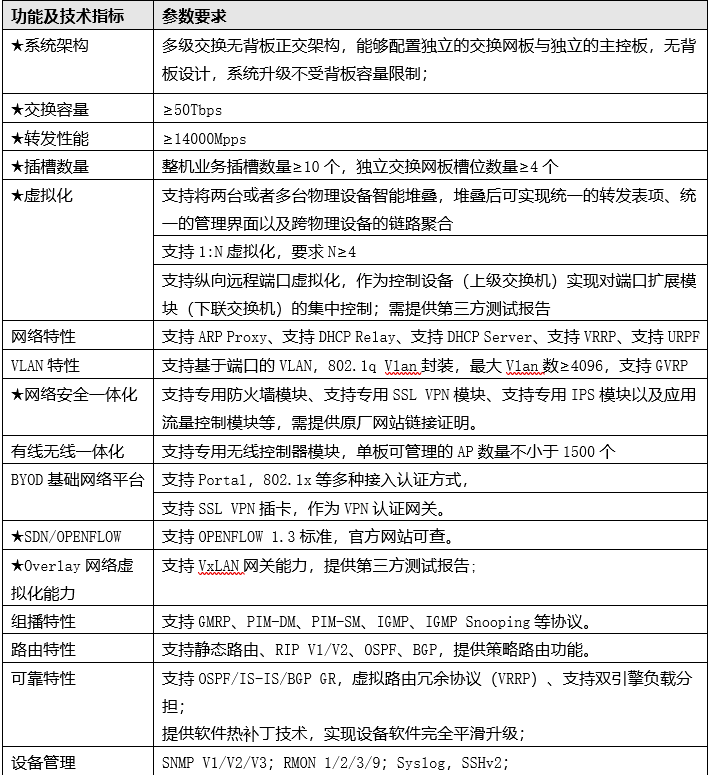 功能及技术指标 参数要求
★系统架构 多级交换无背板正交架构，能够配置独立的交换网板与独立的主控板，无背
板设计，系统升级不受背板容量限制；
★交换容量 ≥50Tbps
★转发性能 ≥14000Mpps
★插槽数量 整机业务插槽数量≥10 个，独立交换网板槽位数量≥4 个
★虚拟化 支持将两台或者多台物理设备智能堆叠，堆叠后可实现统一的转发表项、统
一的管理界面以及跨物理设备的链路聚合
支持 1:N 虚拟化，要求 N≥4
支持纵向远程端口虚拟化，作为控制设备（上级交换机）实现对端口扩展模
块（下联交换机）的集中控制；需提供第三方测试报告
网络特性 支持 ARP Proxy、支持 DHCP Relay、支持 DHCP Server、支持 VRRP、支持 URPF
VLAN 特性 支持基于端口的 VLAN，802.1q Vlan 封装，最大 Vlan 数≥4096，支持 GVRP
★网络安全一体化 支持专用防火墙模块、支持专用 SSL VPN 模块、支持专用 IPS 模块以及应用
流量控制模块等，需提供原厂网站链接证明。
有线无线一体化 支持专用无线控制器模块，单板可管理的 AP 数量不小于 1500 个
BYOD 基础网络平台 支持 Portal，802.1x 等多种接入认证方式，
支持 SSL VPN 插卡，作为 VPN 认证网关。
★SDN/OPENFLOW 支持 OPENFLOW 1.3 标准，官方网站可查。
★Overlay 网络虚 支持 VxLAN 网关能力，提供第三方测试报告；
拟化能力
组播特性 支持 GMRP、PIM-DM、PIM-SM、IGMP、IGMP Snooping 等协议。
路由特性 支持静态路由、RIP V1/V2、OSPF、BGP，提供策略路由功能。
可靠特性 支持 OSPF/IS-IS/BGP GR，虚拟路由冗余协议（VRRP）、支持双引擎负载分
担；
提供软件热补丁技术，实现设备软件完全平滑升级；
设备管理 SNMP V1/V2/V3；RMON 1/2/3/9；Syslog，SSHv2；